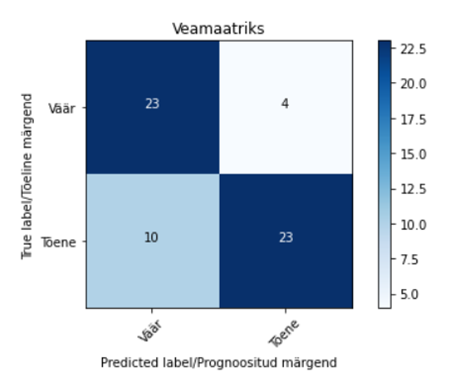 Veamaatriks
True label/Tõeline märgend
Väär
Tõene
23
4
10
23
Väär
Tõene
Predicted label/Prognoositud märgend
22.5
20.0
17.5
15.0
12.5
10.0
7.5
5.0